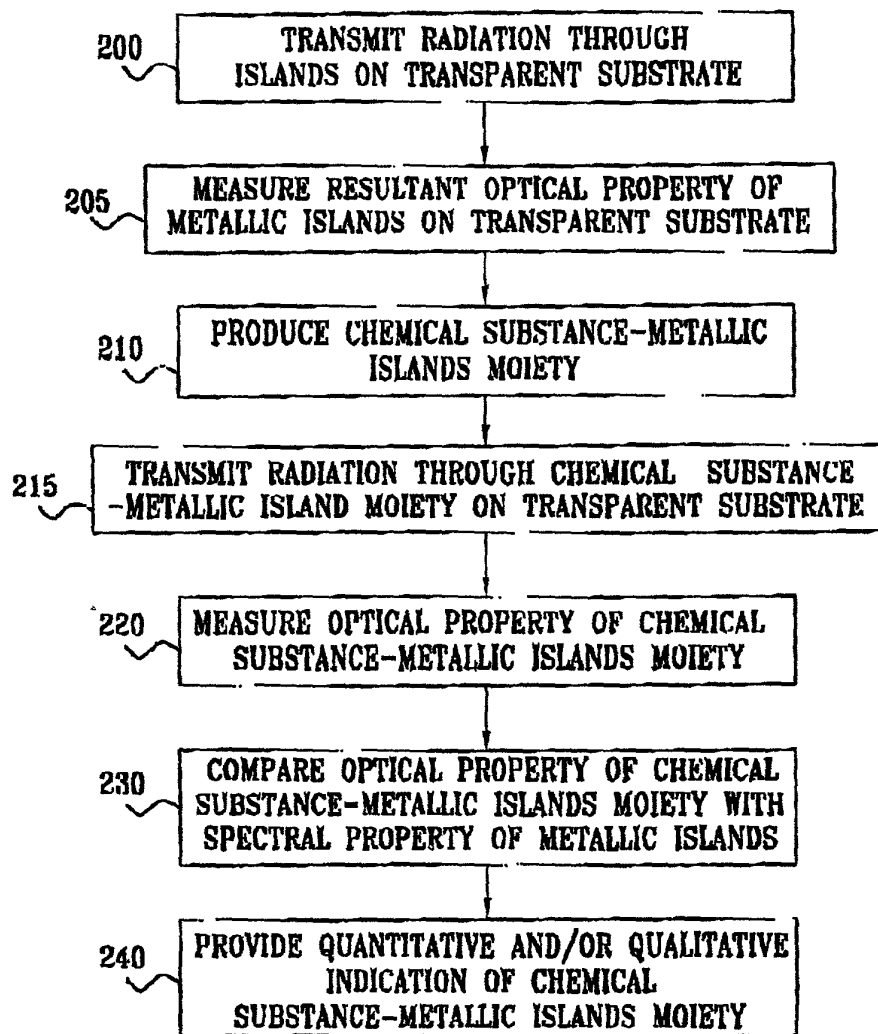 200
TRANSMIT RADIATION THROUGH
ISLANDS ON TRANSPARENT SUBSTRATE
205
MEASURE RESULTANT OPTICAL PROPERTY OF
METALLIC ISLANDS ON TRANSPARENT SUBSTRATE
210
PRODUCE CHEMICAL SUBSTANCE-METALLIC
ISLANDS MOIETY
215
TRANSMIT RADIATION THROUGH CHEMICAL SUBSTANCE
-METALLIC ISLAND MOIETY ON TRANSPARENT SUBSTRATE
220
MEASURE OPTICAL PROPERTY OF CHEMICAL
SUBSTANCE-METALLIC ISLANDS MOIETY
230
COMPARE OPTICAL PROPERTY OF CHEMICAL
SUBSTANCE-METALLIC ISLANDS MOIETY WITH
SPECTRAL PROPERTY OF METALLIC ISLANDS
240
PROVIDE QUANTITATIVE AND/OR QUALITATIVE
INDICATION OF CHEMICAL
SUBSTANCE-METALLIC ISLANDS MOIETY